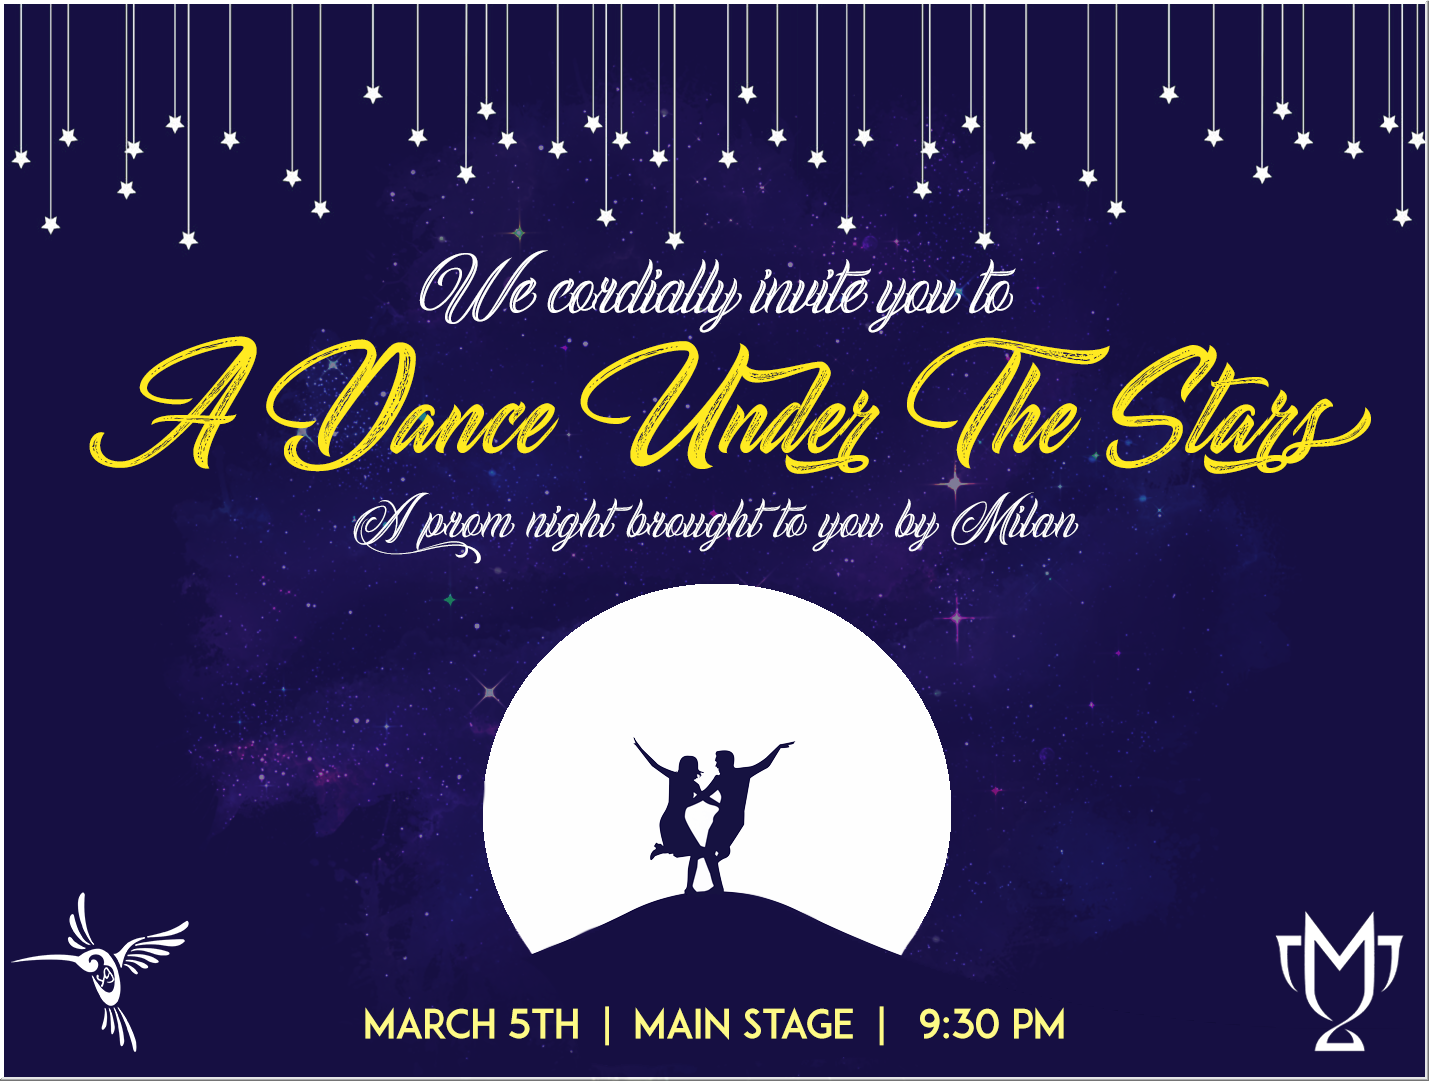 We cordially invite you to
A Dance Under The Stars
A prom night brought to you by Milan
MARCH 5TH | MAIN STAGE | 9:30 PM